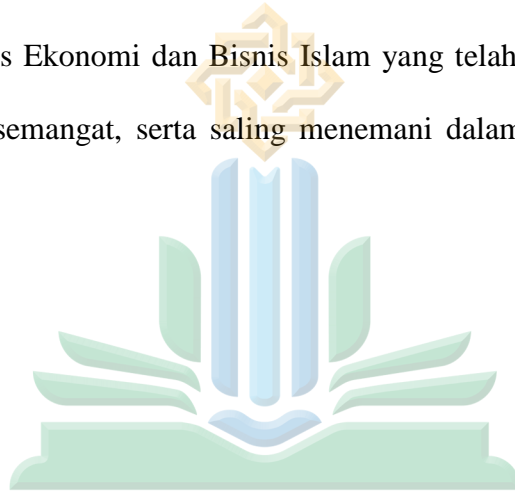 s Ekonomi dan Bisnis Islam yang telah
semangat, serta saling menemani dalam